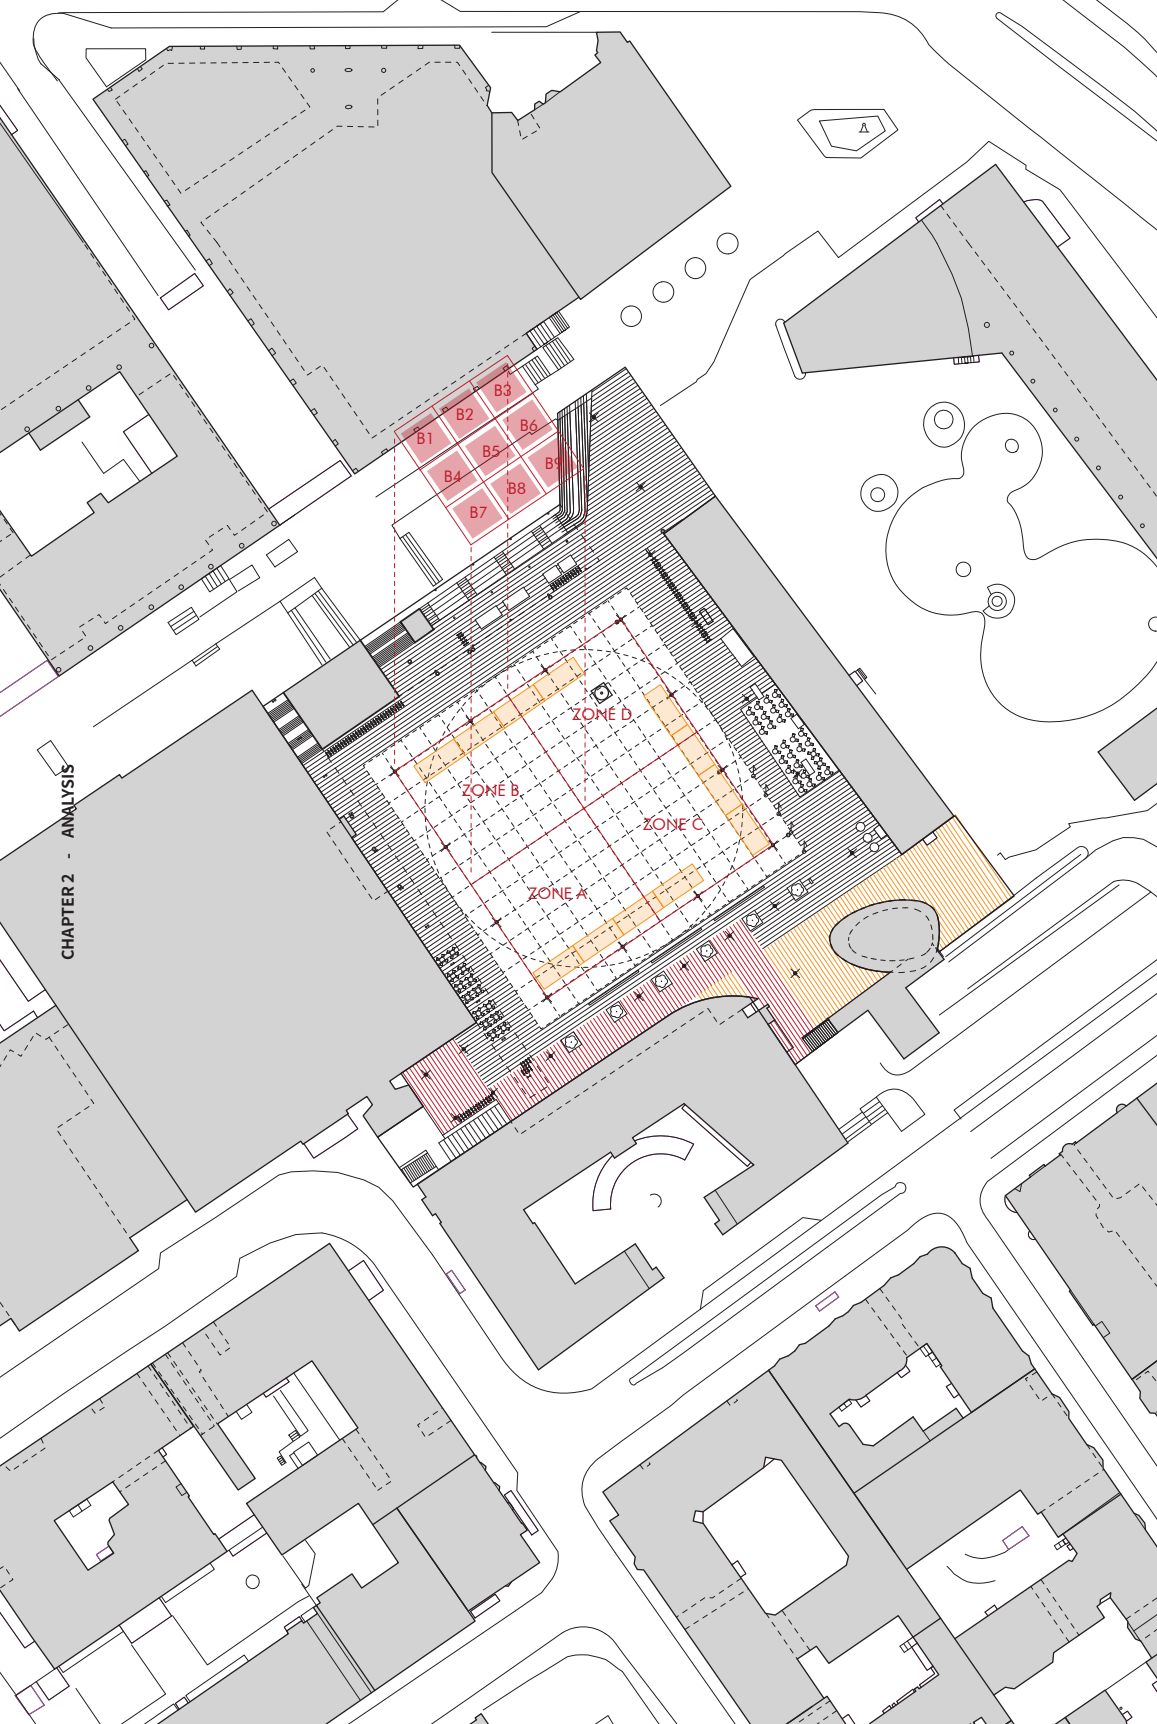 B3
B2
B6
B1
B5
B9
B4
B8
B7
ZONE D
ZONE B
ZONE C
ZONE A
CHAPTER 2 - ANALYSIS